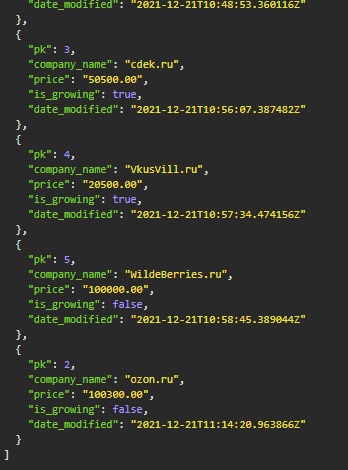 "date_modified": "2021-12-21T10:48:53.360116Z"
},
{
"pk": 3,
"company_name": "cdek.ru",
"price": "50500.00",
"is_growing": true,
"date_modified": "2021-12-21T10:56:07.387482Z"
},
{
"pk": 4,
"company_name": "VkusVill.ru",
"price": "20500.00",
"is_growing": true,
"date_modified": "2021-12-21T10:57:34.474156Z"
},
{
"pk": 5,
"company_name": "WildeBerries.ru",
"price": "100000.00",
"is_growing": false,
"date_modified": "2021-12-21T10:58:45.389044Z"
},
{
"pk": 2,
"company_name": "ozon.ru",
"price": "100300.00",
"is_growing": false,
"date_modified": "2021-12-21T11:14:20.963866Z"
}
]